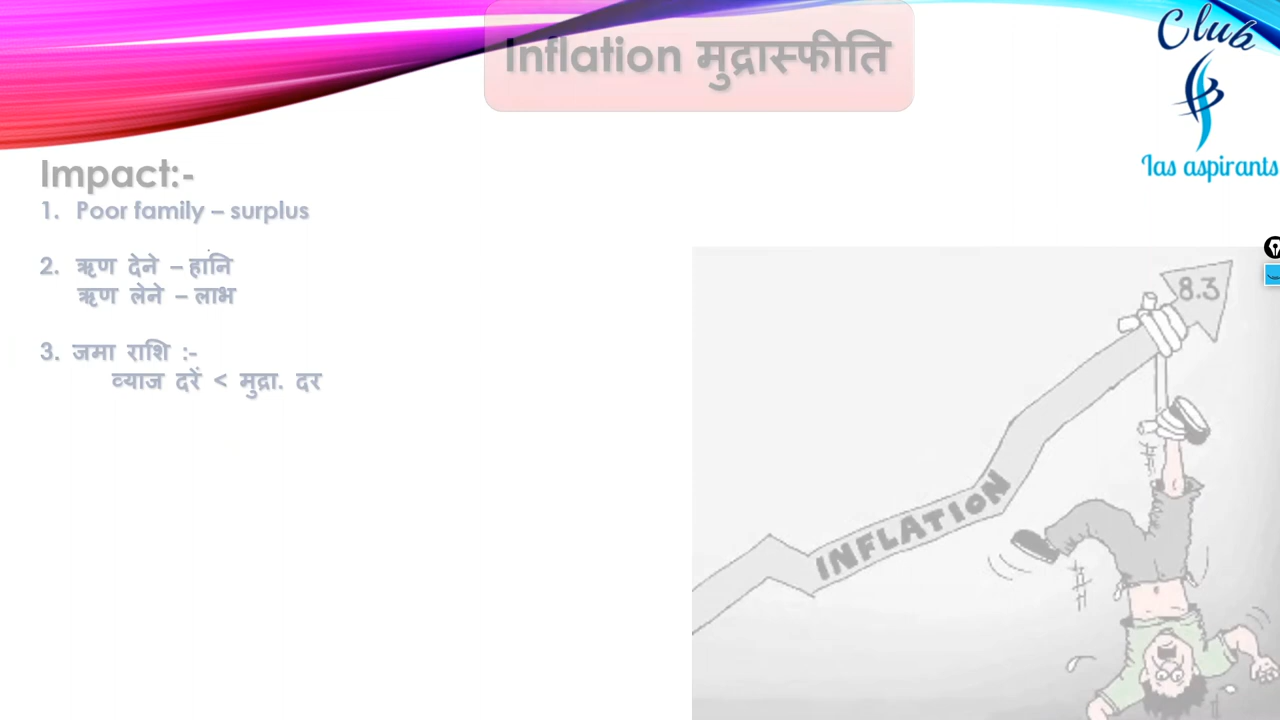 Inflation मुद्रास्फीति
Club
Ias aspirants
Impact:-
1. Poor family – surplus
2. ऋण देने – हानि
ऋण लेने – लाभ
3. जमा राशि :-
व्याज दरें < मुद्रा. दर
8.3
INFLATION